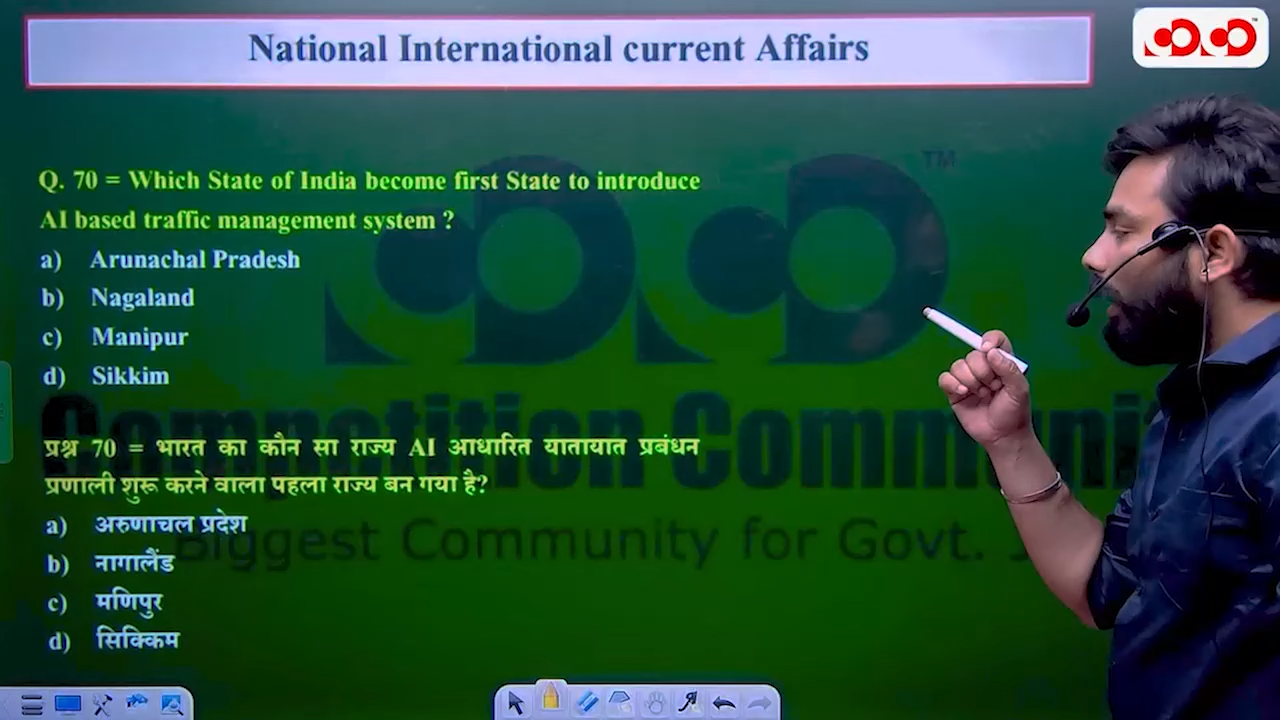 National International current Affairs
TM
Q. 70 = Which State of India become first State to introduce
AI based traffic management system ?
a) Arunachal Pradesh
b) Nagaland
c) Manipur
d) Sikkim
Competition Communi
प्रश्न 70 = भारत का कौन सा राज्य AI आधारित यातायात प्रबंधन
प्रणाली शुरू करने वाला पहला राज्य बन गया है?
a) अरुणाचल प्रदेश
Biggest Community for Govt. J
b) नागालैंड
c) मणिपुर
d) सिक्किम